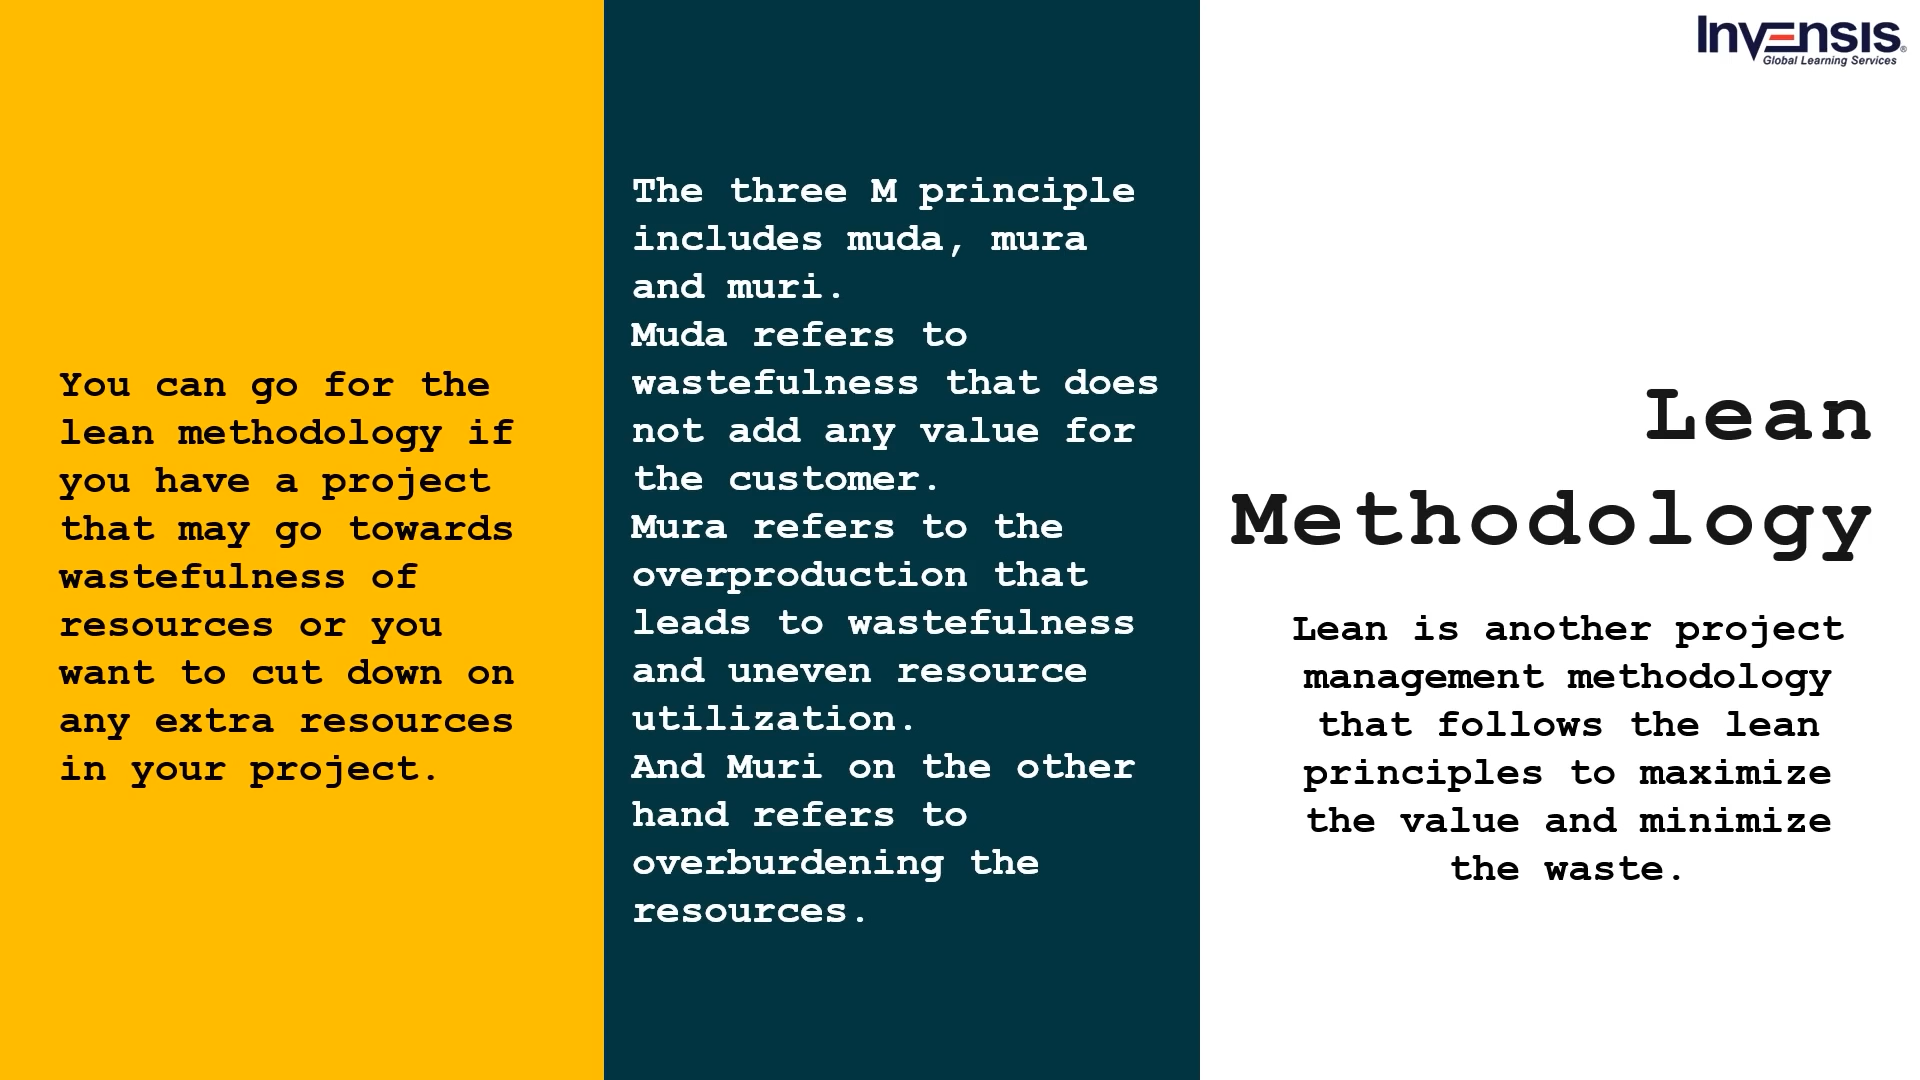 Invensis®
Global Learning Services
You can go for the
lean methodology if
you have a project
that may go towards
wastefulness of
resources or you
want to cut down on
any extra resources
in your project.
The three M principle
includes muda, mura
and muri.
Muda refers to
wastefulness that does
not add any value for
the customer.
Mura refers to the
overproduction that
leads to wastefulness
and uneven resource
utilization.
And Muri on the other
hand refers to
overburdening the
resources.
Lean
Methodology
Lean is another project
management methodology
that follows the lean
principles to maximize
the value and minimize
the waste.